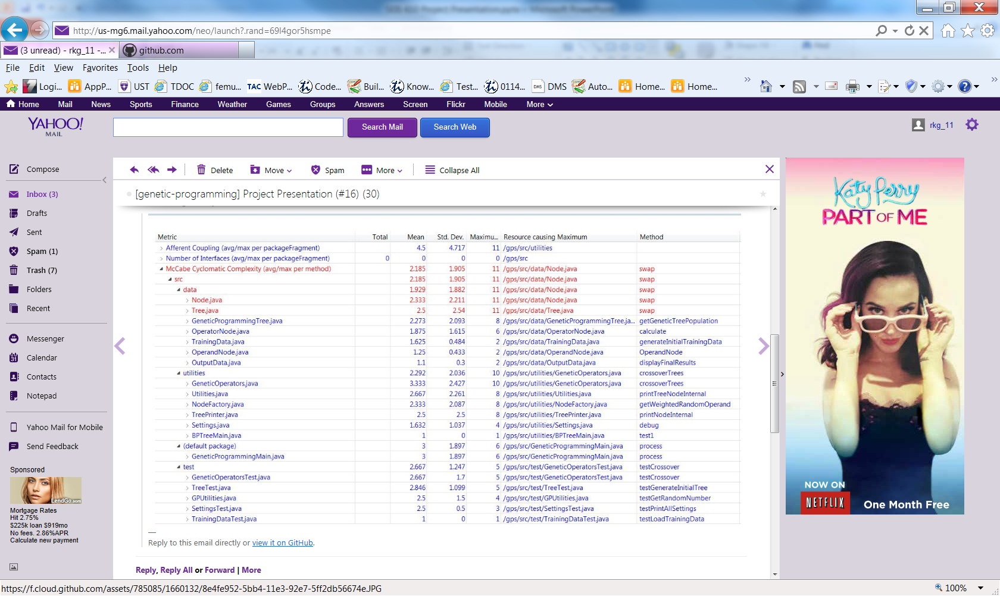 http://us-mg6.mail.yahoo.com/neo/launch?.rand=69l4gor5hsmpe
(3 unread) - rkg_11 -... github.com
File Edit View Favorites Tools Help
Logi... AppP... UST TDOC femu... TAC WebP... Code... Buil... Know... Test... 0114... DMS DMS Auto... Home... Home...
Home Mail News Sports Finance Weather Games Groups Answers Screen Flickr Mobile More
YAHOO! MAIL
Search Mail Search Web rkg_11
Compose
Inbox (3)
Drafts
Sent
Spam (1)
Trash (7)
Folders
Recent
Messenger
31 Calendar
Contacts
Notepad
Yahoo Mail for Mobile
Send Feedback
Sponsored
LendGo.com
Mortgage Rates
Hit 2.75%
$225k loan $919mo
No fees. 2.86%APR
Calculate new payment
Delete Move Spam More Collapse All
[genetic-programming] Project Presentation (#16) (30)
Metric Total Mean Std. Dev. Maximu... Resource causing Maximum Method
Afferent Coupling (avg/max per packageFragment) 4.5 4.717 11 /gps/src/utilities
Number of Interfaces (avg/max per packageFragment) 0 0 0 0 /gps/src
McCabe Cyclomatic Complexity (avg/max per method) 2.185 1.905 11 /gps/src/data/Node.java swap
src 2.185 1.905 11 /gps/src/data/Node.java swap
data 1.929 1.882 11 /gps/src/data/Node.java swap
Node.java 2.333 2.211 11 /gps/src/data/Node.java swap
Tree.java 2.5 2.54 11 /gps/src/data/Tree.java swap
GeneticProgrammingTree.java 2.273 2.093 8 /gps/src/data/GeneticProgrammingTree.ja... getGeneticTreePopulation
OperatorNode.java 1.875 1.615 6 /gps/src/data/OperatorNode.java calculate
TrainingData.java 1.625 0.484 2 /gps/src/data/TrainingData.java generateInitialTrainingData
OperandNode.java 1.25 0.433 2 /gps/src/data/OperandNode.java OperandNode
OutputData.java 1.1 0.3 2 /gps/src/data/OutputData.java displayFinalResults
utilities 2.292 2.036 10 /gps/src/utilities/GeneticOperators.java crossoverTrees
GeneticOperators.java 3.333 2.427 10 /gps/src/utilities/GeneticOperators.java crossoverTrees
Utilities.java 2.667 2.261 8 /gps/src/utilities/Utilities.java printTreeNodeInternal
NodeFactory.java 2.333 2.087 8 /gps/src/utilities/NodeFactory.java getWeightedRandomOperand
TreePrinter.java 2.5 2.5 8 /gps/src/utilities/TreePrinter.java printNodeInternal
Settings.java 1.632 1.037 4 /gps/src/utilities/Settings.java debug
BPTreeMain.java 1 0 1 /gps/src/utilities/BPTreeMain.java test1
(default package) 3 1.897 6 /gps/src/GeneticProgrammingMain.java process
GeneticProgrammingMain.java 3 1.897 6 /gps/src/GeneticProgrammingMain.java process
test 2.667 1.247 5 /gps/src/test/GeneticOperatorsTest.java testCrossover
GeneticOperatorsTest.java 2.667 1.7 5 /gps/src/test/GeneticOperatorsTest.java testCrossover
TreeTest.java 2.846 1.099 5 /gps/src/test/TreeTest.java testGenerateInitialTree
GPUtilities.java 2.5 1.5 4 /gps/src/test/GPUtilities.java testGetRandomNumber
SettingsTest.java 2.5 0.5 3 /gps/src/test/SettingsTest.java testPrintAllSettings
TrainingDataTest.java 1 0 1 /gps/src/test/TrainingDataTest.java testLoadTrainingData
Reply to this email directly or view it on GitHub.
Reply, Reply All or Forward | More
Katy Perry
PART OF ME
NOW ON
NETFLIX One Month Free
https://f.cloud.github.com/assets/785085/1660132/8e4fe952-5bb4-11e3-92e7-5ff2db56674e.JPG
100%